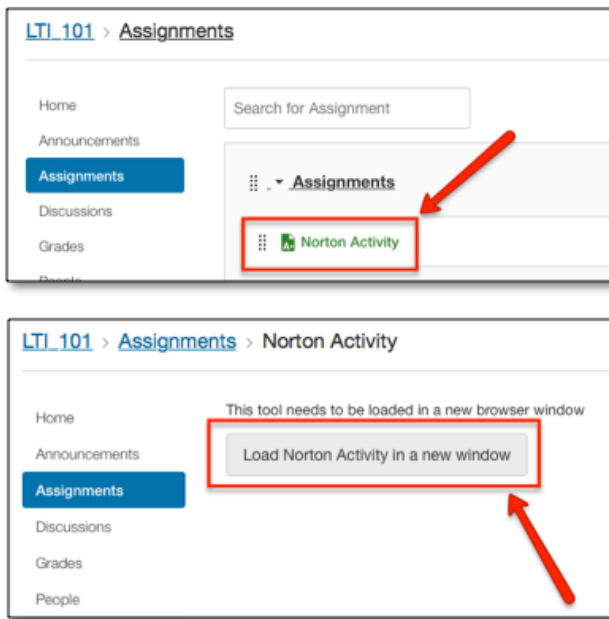 LTI_101 > Assignments
Home
Announcements
Assignments
Discussions
Grades
People
Search for Assignment
Assignments
Norton Activity
LTI_101 > Assignments > Norton Activity
Home
Announcements
Assignments
Discussions
Grades
People
This tool needs to be loaded in a new browser window
Load Norton Activity in a new window